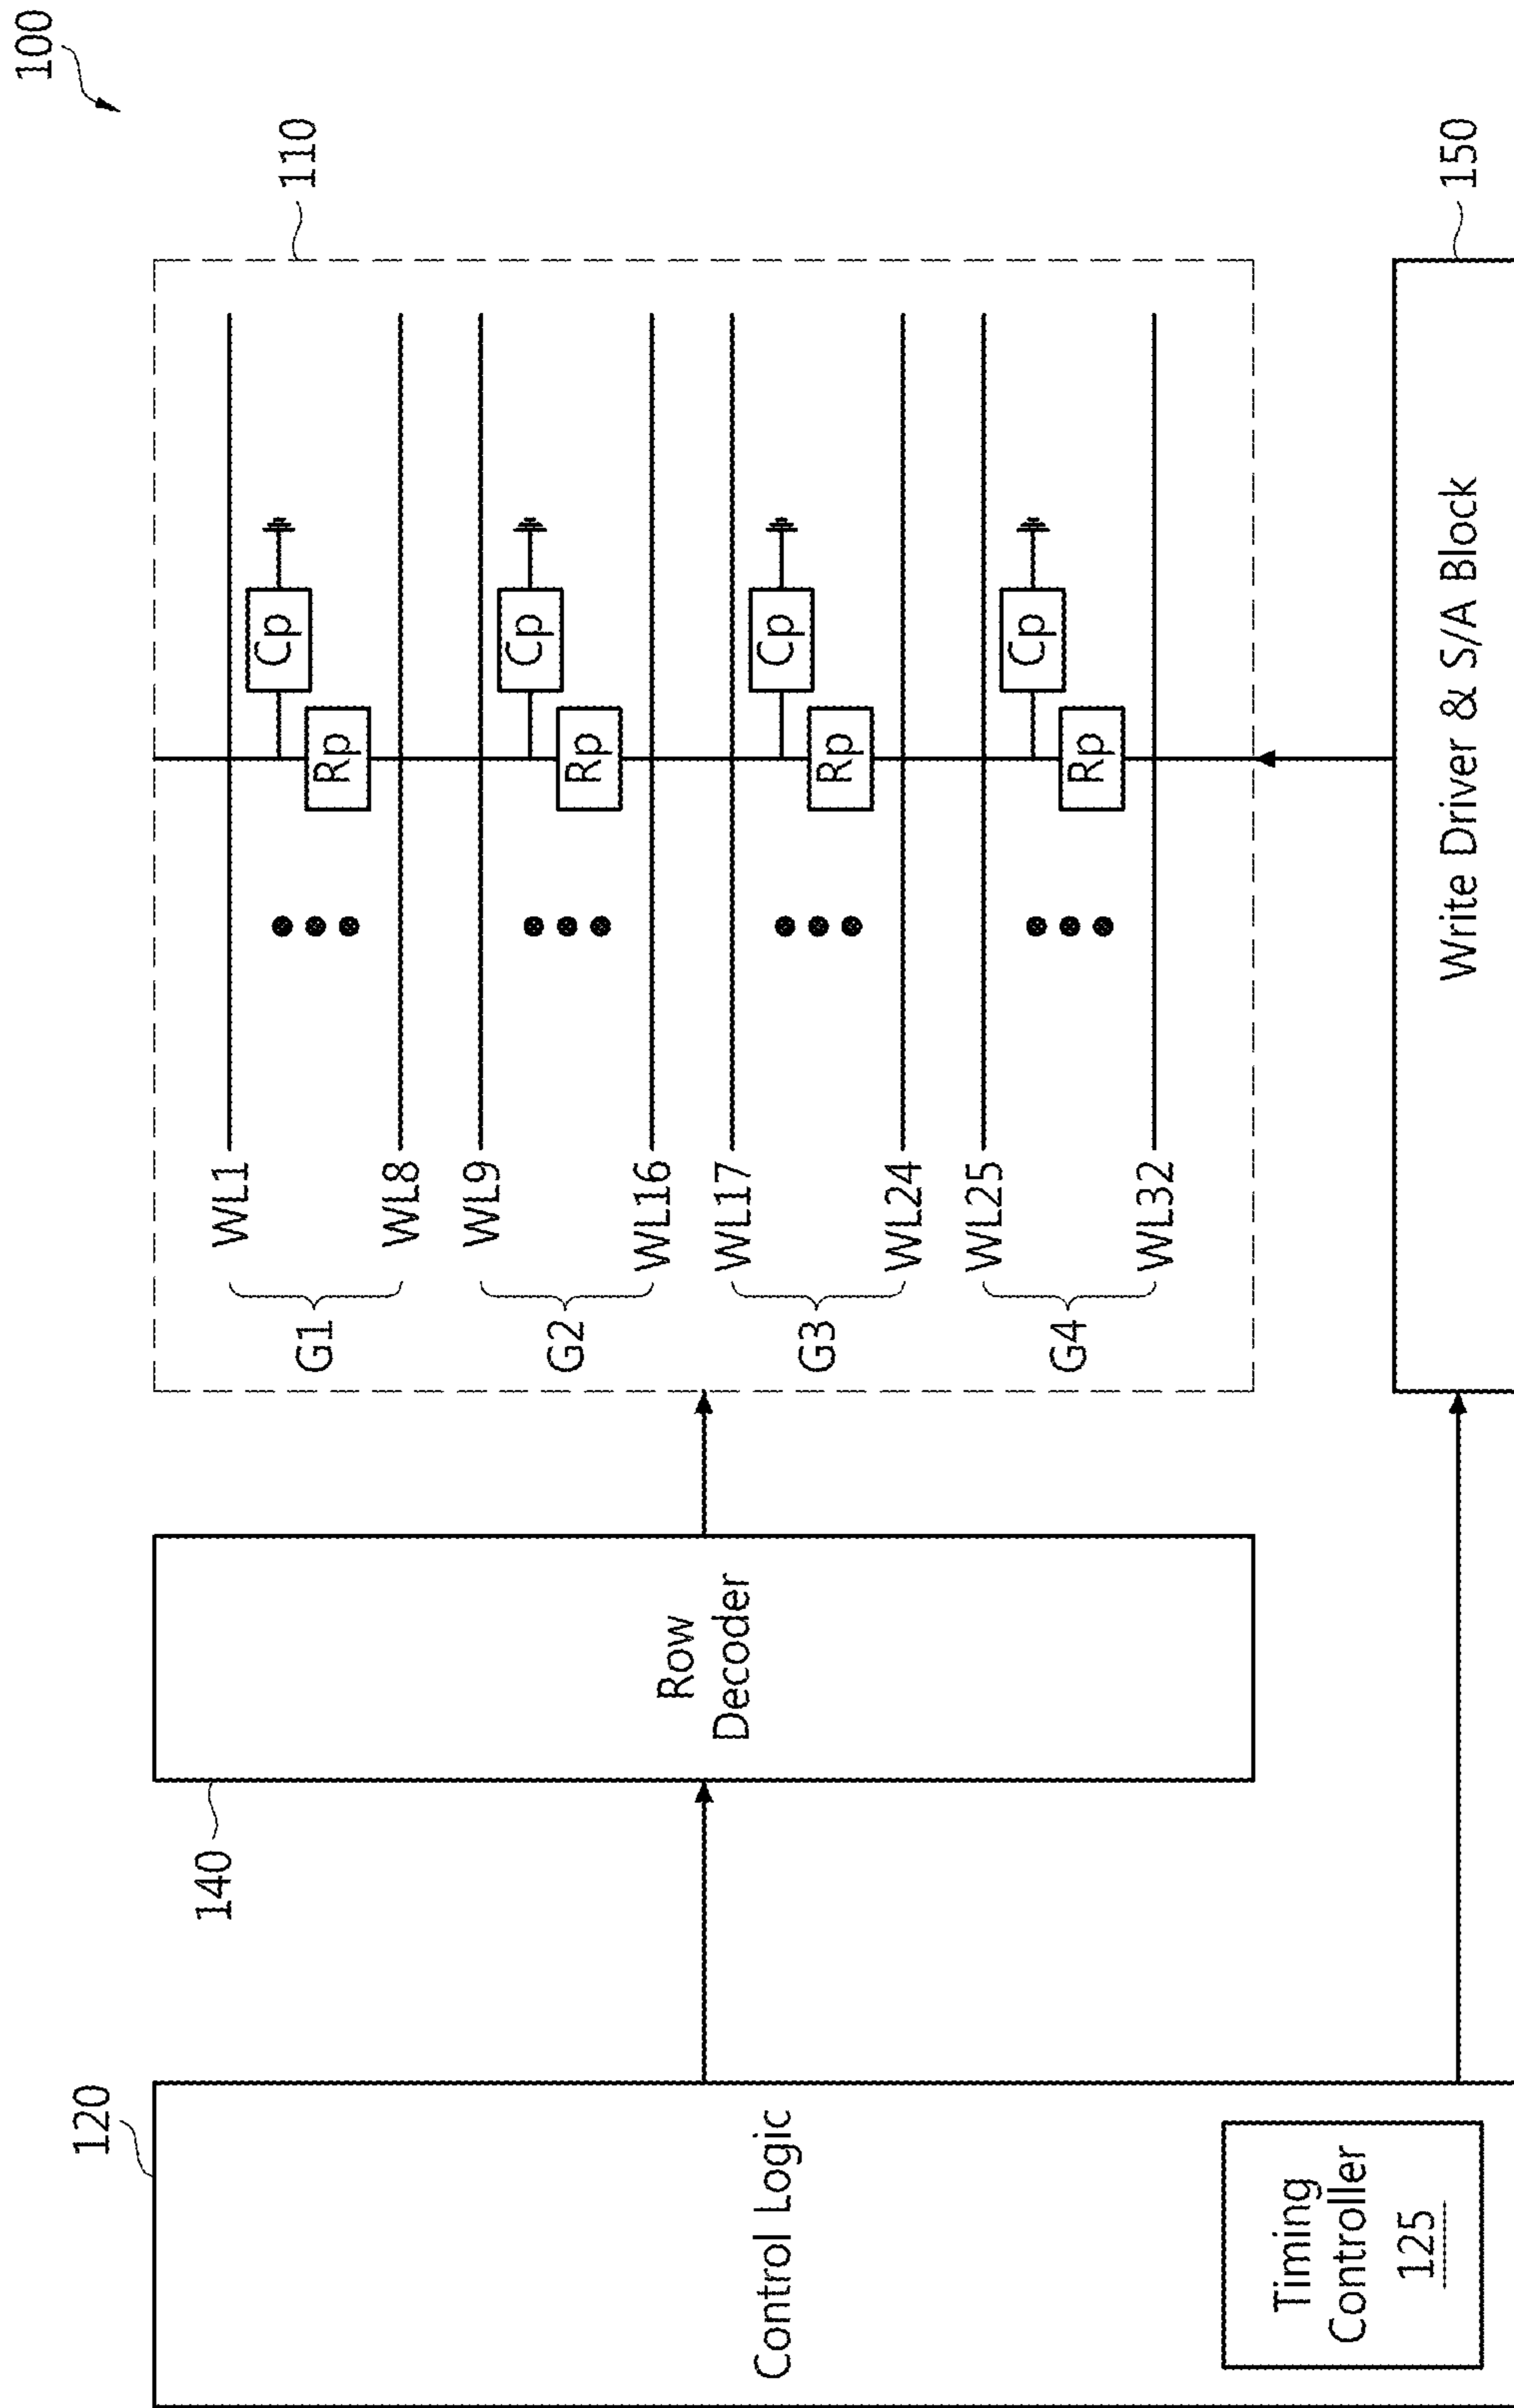 100
110
WL1
Cp
Rp
G1
WL8
WL9
Cp
Rp
G2
WL16
WL17
Cp
Rp
G3
WL24
WL25
Cp
Rp
G4
WL32
140
Row
Decoder
120
Control Logic
Timing
Controller
125
150
Write Driver & S/A Block